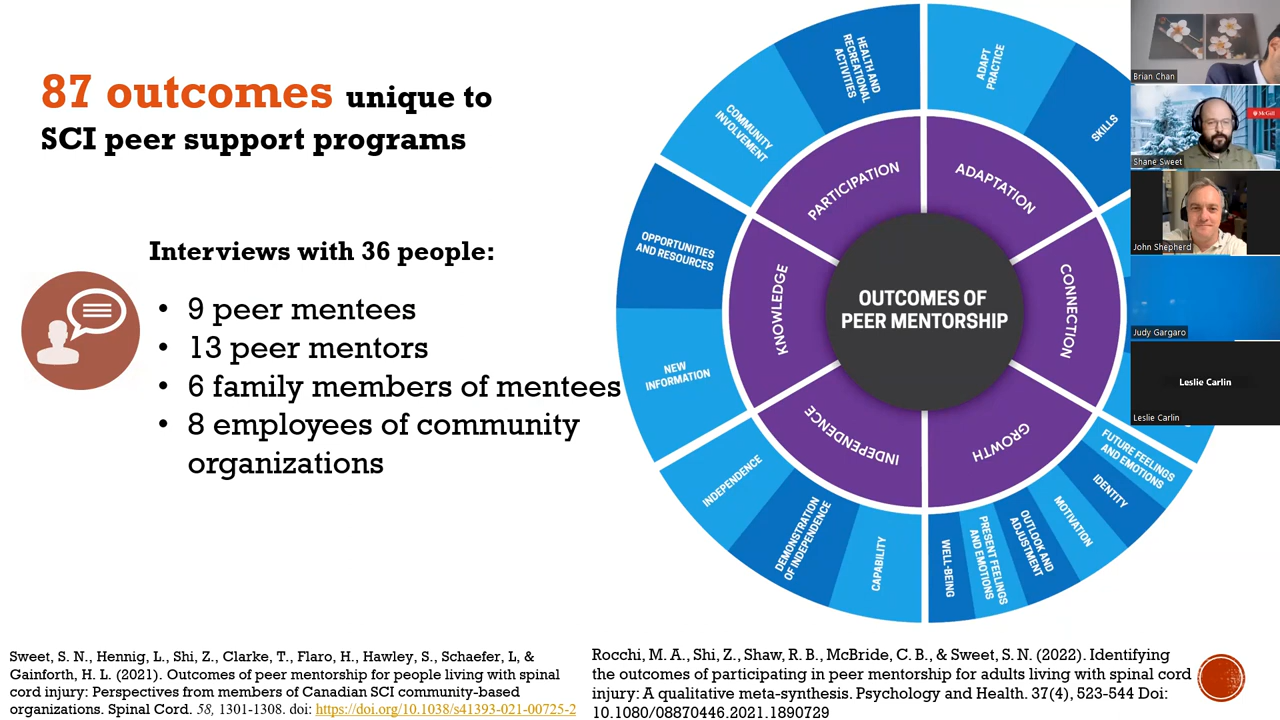 87 outcomes unique to
SCI peer support programs
Interviews with 36 people:
• 9 peer mentees
• 13 peer mentors
• 6 family members of mentees
• 8 employees of community
organizations
OUTCOMES OF
PEER MENTORSHIP
PARTICIPATION
ADAPTATION
CONNECTION
GROWTH
INDEPENDENCE
KNOWLEDGE
HEALTH AND
RECREATIONAL
ACTIVITIES
ADAPT
PRACTICE
SKILLS
COMMUNITY
INVOLVEMENT
OPPORTUNITIES
AND RESOURCES
NEW
INFORMATION
INDEPENDENCE
DEMONSTRATION
OF INDEPENDENCE
CAPABILITY
WELL-BEING
PRESENT FEELINGS
AND EMOTIONS
OUTLOOK AND
ADJUSTMENT
MOTIVATION
IDENTITY
FUTURE FEELINGS
AND EMOTIONS
Brian Chan
McGill
Shane Sweet
John Shepherd
Judy Gargaro
Leslie Carlin
Leslie Carlin
Sweet, S. N., Hennig, L., Shi, Z., Clarke, T., Flaro, H., Hawley, S., Schaefer, L, &
Gainforth, H. L. (2021). Outcomes of peer mentorship for people living with spinal
cord injury: Perspectives from members of Canadian SCI community-based
organizations. Spinal Cord. 58, 1301-1308. doi: https://doi.org/10.1038/s41393-021-00725-2
Rocchi, M. A., Shi, Z., Shaw, R. B., McBride, C. B., & Sweet, S. N. (2022). Identifying
the outcomes of participating in peer mentorship for adults living with spinal cord
injury: A qualitative meta-synthesis. Psychology and Health. 37(4), 523-544 Doi:
10.1080/08870446.2021.1890729